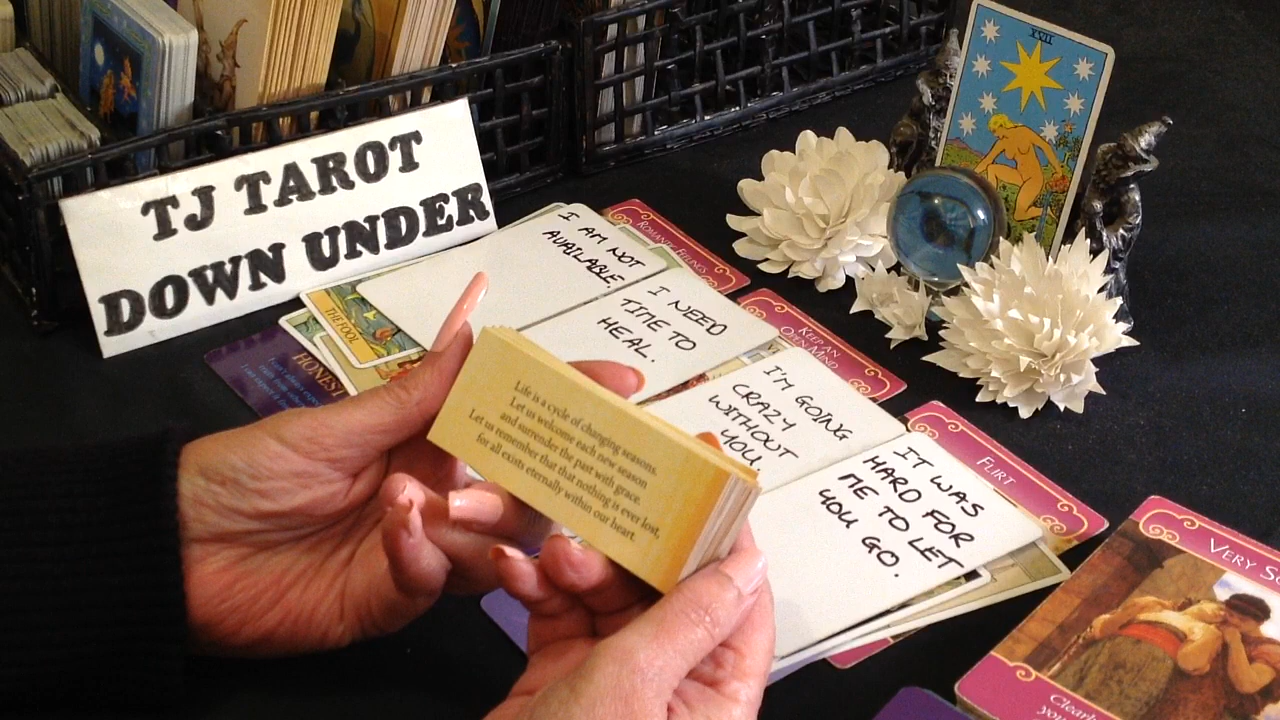 TJ TAROT
DOWN UNDER
XVII
I
AM NOT
AVAILABLE.
ROMANTIC FEELINGS
I NEED
TIME TO
HEAL.
KEEP AN
OPEN MIND
I'M GOING
CRAZY
WITHOUT
YOU.
FLIRT
IT WAS
HARD FOR
ME TO LET
YOU GO.
VERY
THE FOOL
Life is a cycle of changing seasons.
Let us welcome each new season
and surrender the past with grace.
Let us remember that that nothing is ever lost,
for all exists eternally within our heart.